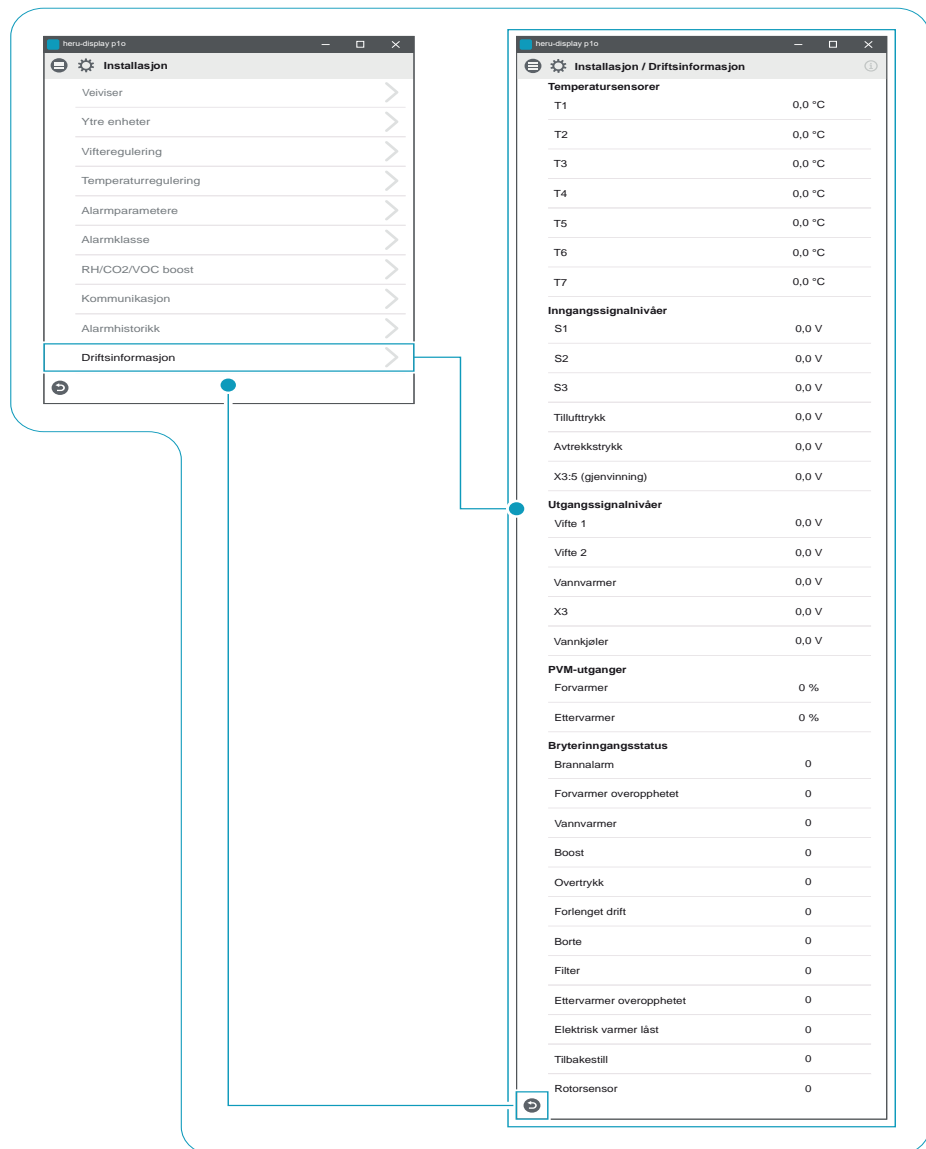 heru-display p1o
Installasjon
Veiviser
Ytre enheter
Vifteregulering
Temperaturregulering
Alarmparametere
Alarmklasse
RH/CO2/VOC boost
Kommunikasjon
Alarmhistorikk
Driftsinformasjon
heru-display p1o
Installasjon / Driftsinformasjon
Temperatursensorer
T1 0,0 °C
T2 0,0 °C
T3 0,0 °C
T4 0,0 °C
T5 0,0 °C
T6 0,0 °C
T7 0,0 °C
Inngangssignalnivåer
S1 0,0 V
S2 0,0 V
S3 0,0 V
Tillufttrykk 0,0 V
Avtrekkstrykk 0,0 V
X3:5 (gjenvinning) 0,0 V
Utgangssignalnivåer
Vifte 1 0,0 V
Vifte 2 0,0 V
Vannvarmer 0,0 V
X3 0,0 V
Vannkjøler 0,0 V
PVM-utganger
Forvarmer 0 %
Ettervarmer 0 %
Bryterinngangsstatus
Brannalarm 0
Forvarmer overopphetet 0
Vannvarmer 0
Boost 0
Overtrykk 0
Forlenget drift 0
Borte 0
Filter 0
Ettervarmer overopphetet 0
Elektrisk varmer låst 0
Tilbakestill 0
Rotorsensor 0